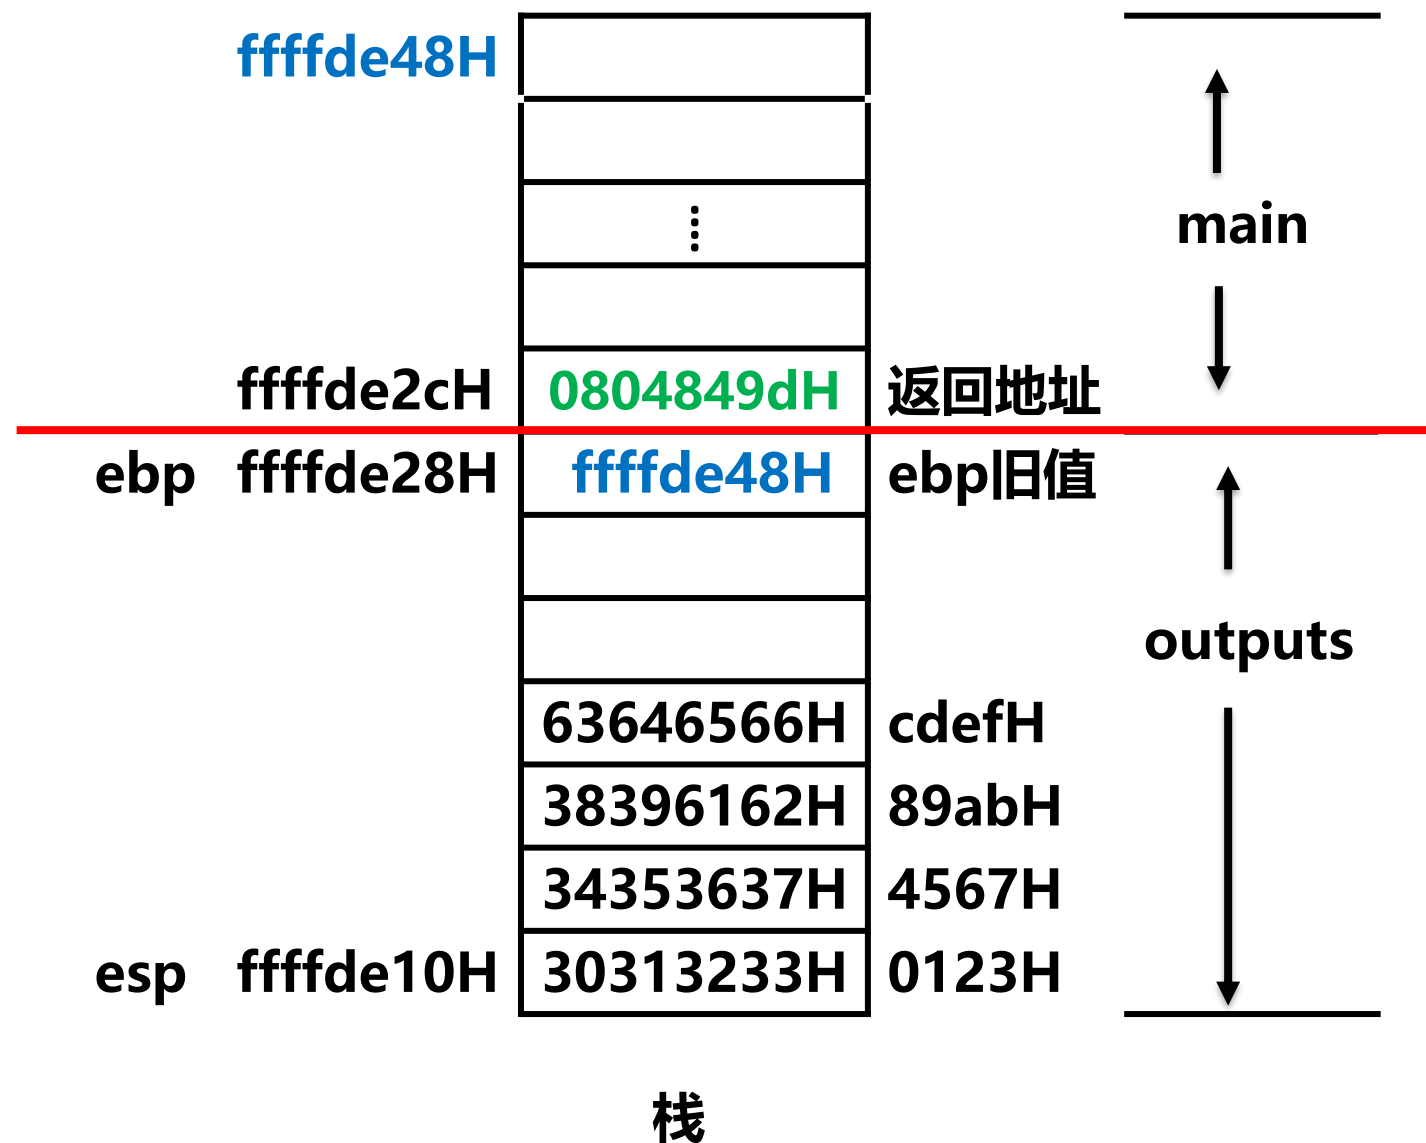 ffffde48H
main
ffffde2cH 0804849dH 返回地址
ebp ffffde28H ffffde48H ebp旧值
outputs
63646566H cdefH
38396162H 89abH
34353637H 4567H
esp ffffde10H 30313233H 0123H
栈